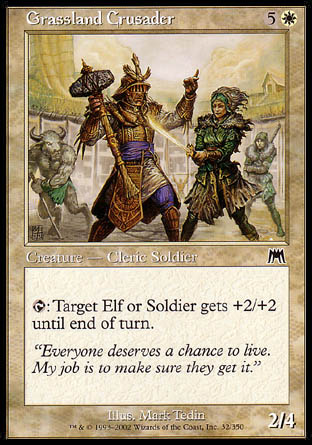 Grassland Crusader 5
Creature — Cleric Soldier
: Target Elf or Soldier gets +2/+2
until end of turn.
“Everyone deserves a chance to live.
My job is to make sure they get it.”
Illus. Mark Tedin
™ & © 1993–2002 Wizards of the Coast, Inc. 32/350
2/4